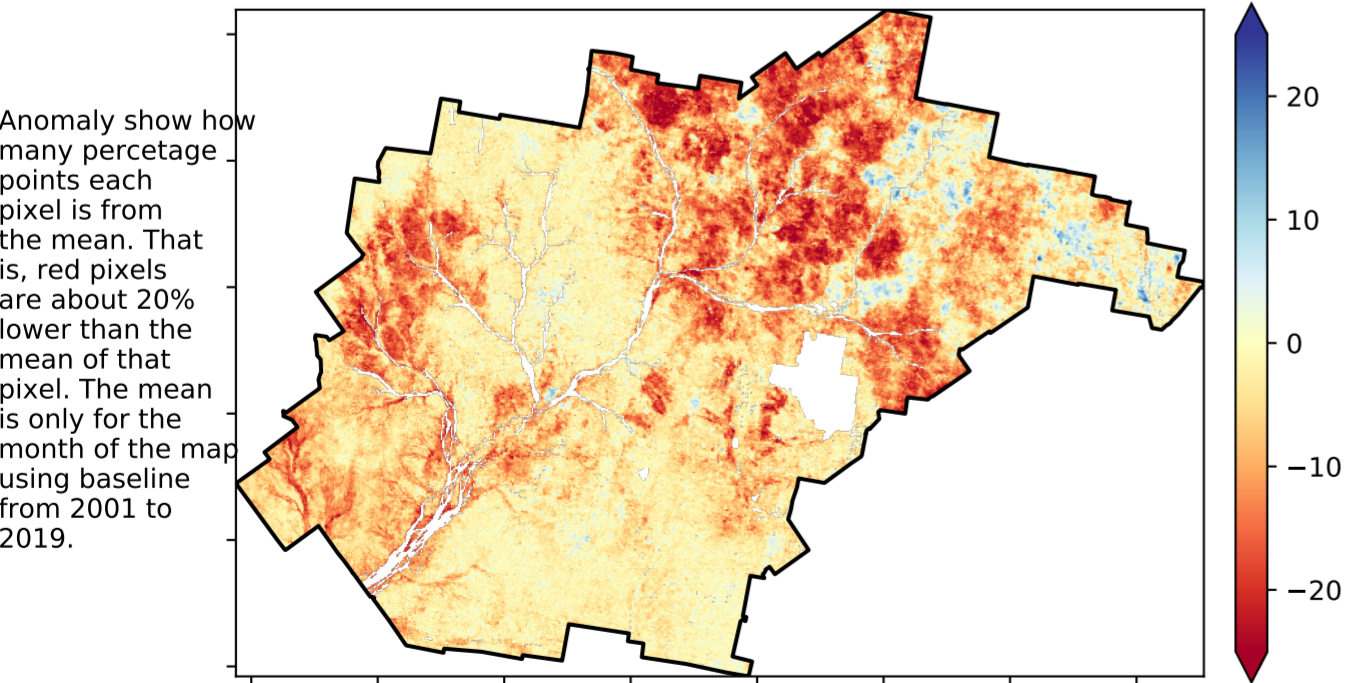 Anomaly show how
many percetage
points each
pixel is from
the mean. That
is, red pixels
are about 20%
lower than the
mean of that
pixel. The mean
is only for the
month of the map
using baseline
from 2001 to
2019.
20
10
0
−10
−20